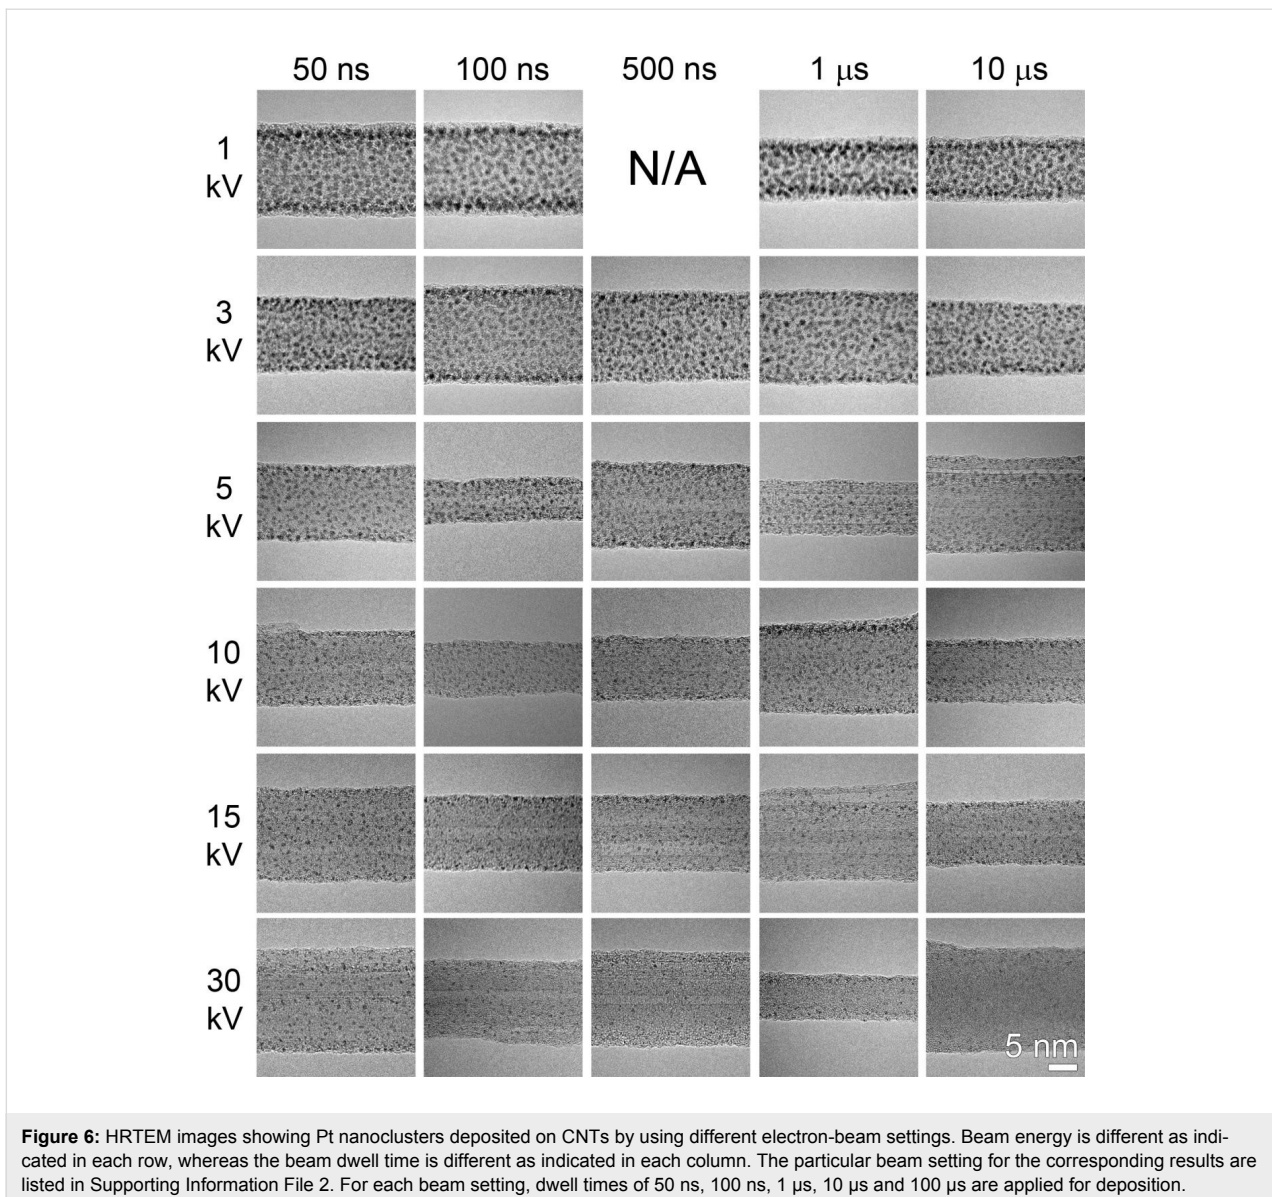 50 ns 100 ns 500 ns 1 μs 10 μs
1
kV
N/A
3
kV
5
kV
10
kV
15
kV
30
kV
5 nm
Figure 6: HRTEM images showing Pt nanoclusters deposited on CNTs by using different electron-beam settings. Beam energy is different as indi-
cated in each row, whereas the beam dwell time is different as indicated in each column. The particular beam setting for the corresponding results are
listed in Supporting Information File 2. For each beam setting, dwell times of 50 ns, 100 ns, 1 μs, 10 μs and 100 μs are applied for deposition.